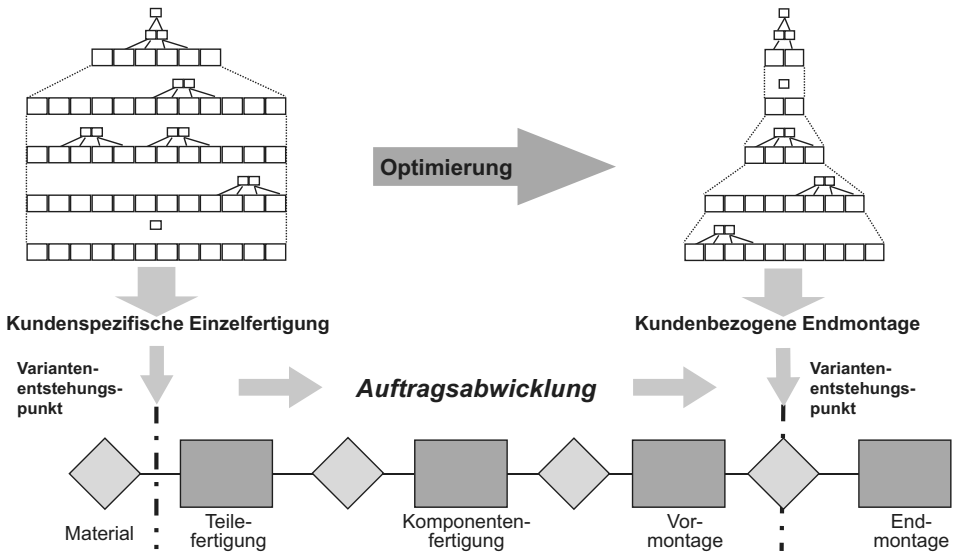 Optimierung
Kundenspezifische Einzelfertigung
Kundenbezogene Endmontage
Varianten-
entstehungs-
punkt
Auftragsabwicklung
Varianten-
entstehungs-
punkt
Material
Teile-
fertigung
Komponenten-
fertigung
Vor-
montage
End-
montage